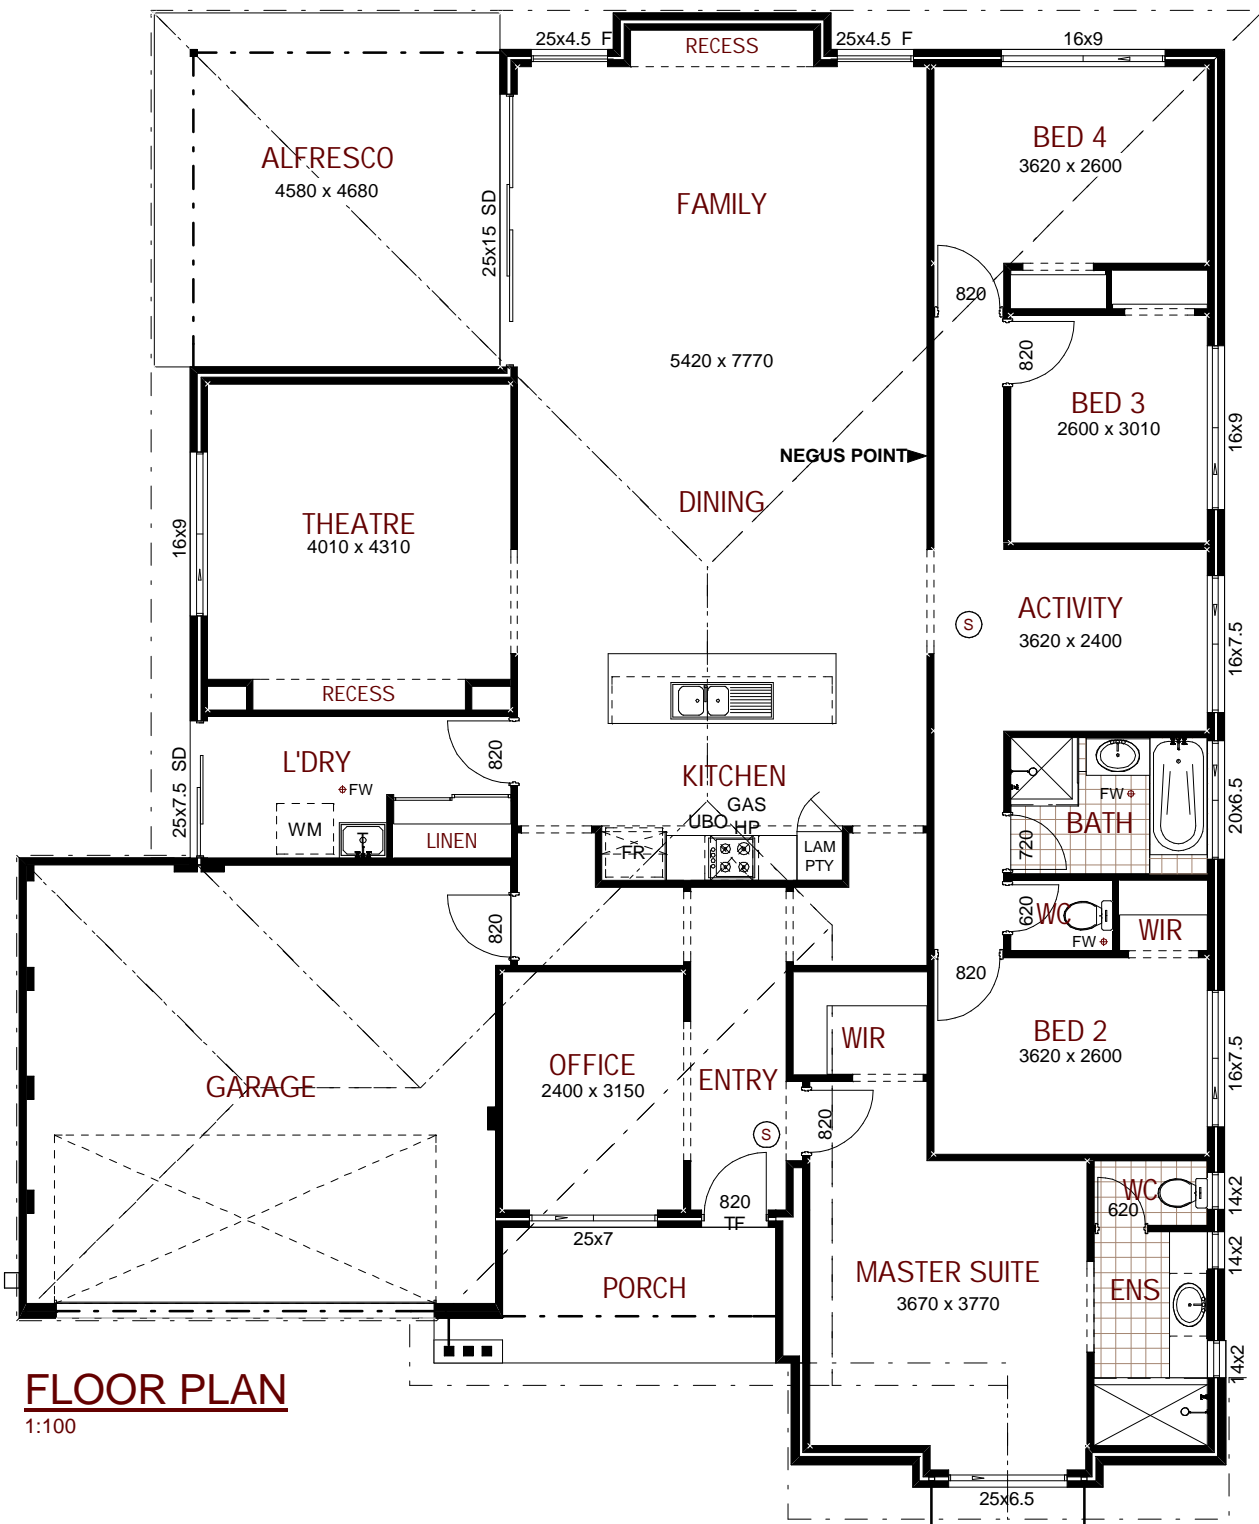 25x4.5 F
RECESS
25x4.5 F
16x9
ALFRESCO
4580 x 4680
25x15 SD
FAMILY
5420 x 7770
BED 4
3620 x 2600
820
820
BED 3
2600 x 3010
16x9
NEGUS POINT
DINING
THEATRE
4010 x 4310
16x9
RECESS
ACTIVITY
3620 x 2400
S
16x7.5
L'DRY
FW
820
25x7.5 SD
WM
LINEN
KITCHEN
UBO
GAS
HP
FR
LAM
PTY
FW
BATH
720
20x6.5
620
WC
FW
WIR
820
820
BED 2
3620 x 2600
16x7.5
WIR
OFFICE
2400 x 3150
ENTRY
S
820
820
TF
25x7
GARAGE
PORCH
MASTER SUITE
3670 x 3770
WC
620
14x2
14x2
ENS
14x2
25x6.5
FLOOR PLAN
1:100